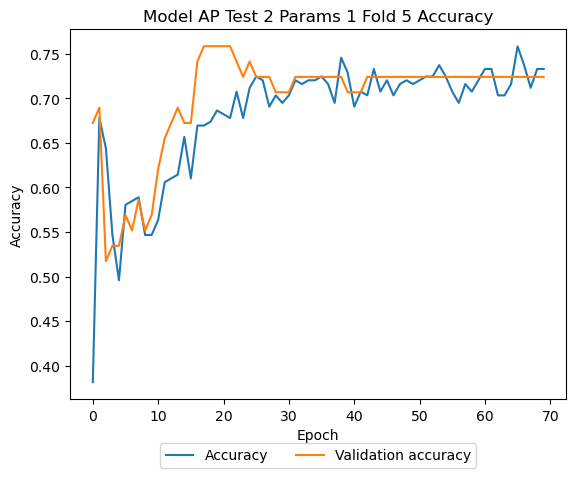 Model AP Test 2 Params 1 Fold 5 Accuracy
0.75
0.70
0.65
0.60
0.55
0.50
0.45
0.40
Accuracy
0 10 20 30 40 50 60 70
Epoch
Accuracy Validation accuracy